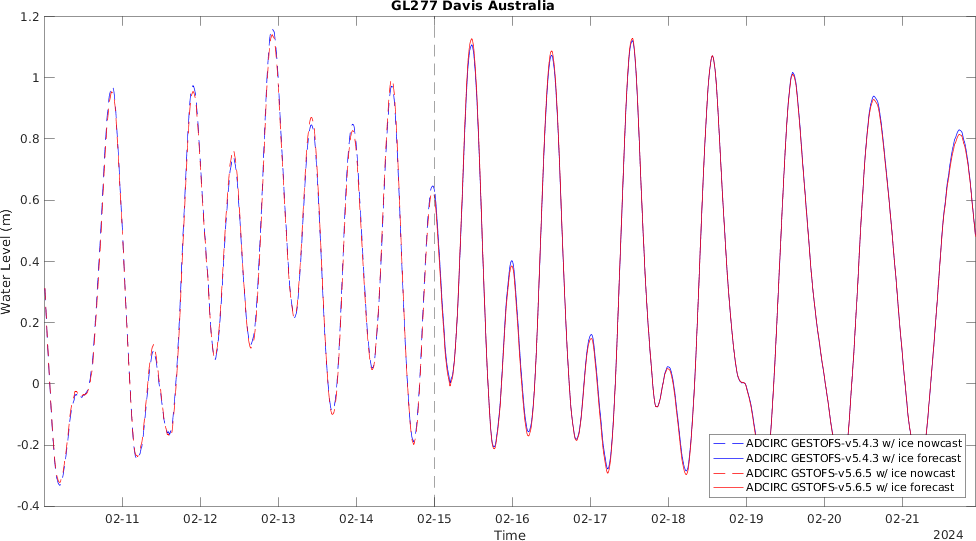 GL277 Davis Australia
1.2
1
0.8
0.6
0.4
0.2
0
-0.2
-0.4
Water Level (m)
ADCIRC GESTOFS-v5.4.3 w/ ice nowcast
ADCIRC GESTOFS-v5.4.3 w/ ice forecast
ADCIRC GSTOFS-v5.6.5 w/ ice nowcast
ADCIRC GSTOFS-v5.6.5 w/ ice forecast
02-11 02-12 02-13 02-14 02-15 02-16 02-17 02-18 02-19 02-20 02-21
Time
2024